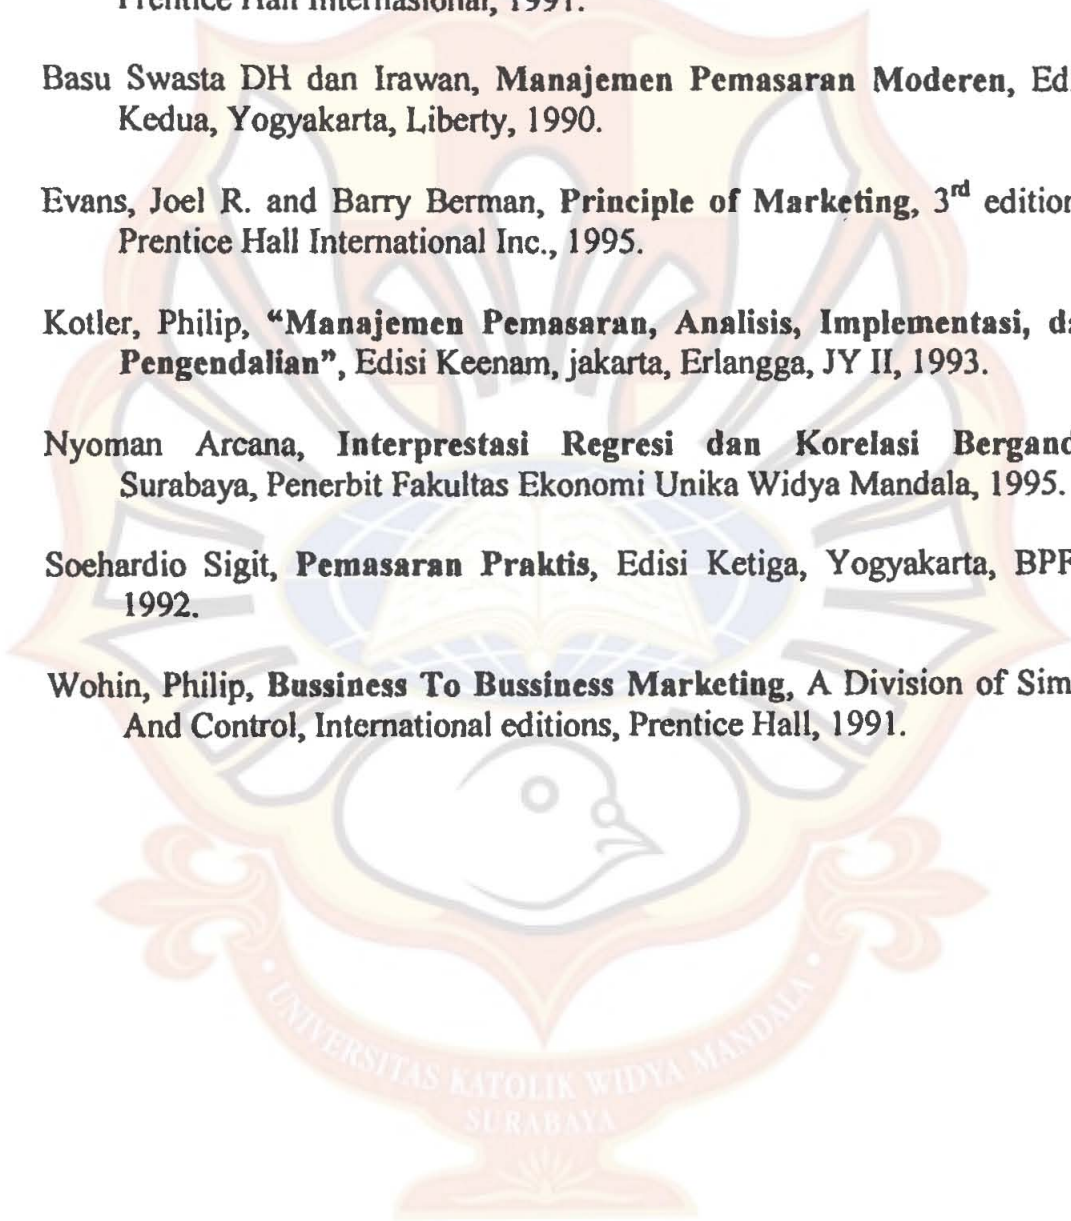 Prentice Hall Internasional, 1991.
Basu Swasta DH dan Irawan, Manajemen Pemasaran Moderen,
Kedua, Yogyakarta, Liberty, 1990.
Evans, Joel R. and Barry Berman, Principle of Marketing, 3rd edition
Prentice Hall International Inc., 1995.
Kotler, Philip, “Manajemen Pemasaran, Analisis, Implementasi,
Pengendalian”, Edisi Keenam, jakarta, Erlangga, JY II, 1993.
Nyoman Arcana, Interprestasi Regresi dan Korelasi
Surabaya, Penerbit Fakultas Ekonomi Unika Widya Mandala, 1995.
Soehardio Sigit, Pemasaran Praktis, Edisi Ketiga, Yogyakarta,
1992.
Wohin, Philip, Bussiness To Bussiness Marketing, A Division of
And Control, International editions, Prentice Hall, 1991.
UNIVERSITAS KATOLIK WIDYA MANDALA
SURABAYA